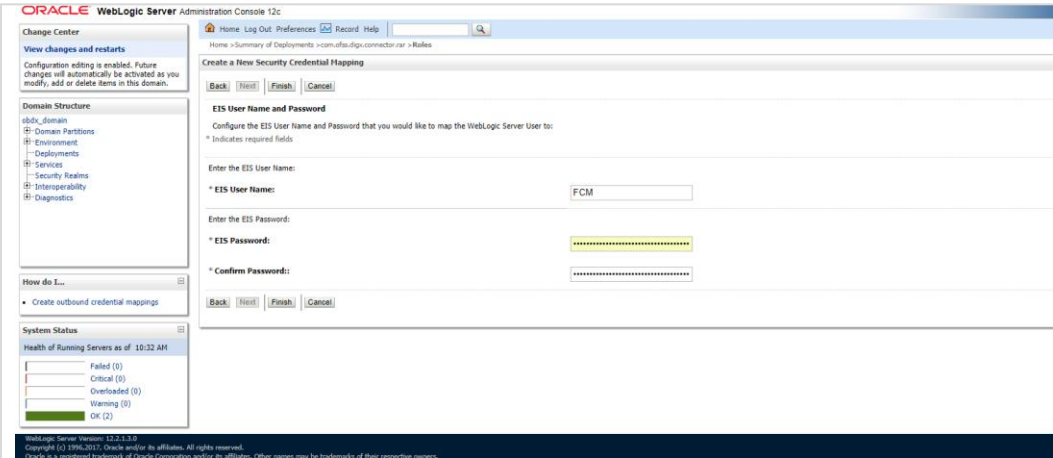 ORACLE WebLogic Server Administration Console 12c
Change Center
View changes and restarts
Configuration editing is enabled. Future
changes will automatically be activated as you
modify, add or delete items in this domain.
Domain Structure
obdx_domain
Domain Partitions
Environment
Deployments
Services
Security Realms
Interoperability
Diagnostics
How do I...
Create outbound credential mappings
System Status
Health of Running Servers as of 10:32 AM
Failed (0)
Critical (0)
Overloaded (0)
Warning (0)
OK (2)
Home Log Out Preferences Record Help
Home >Summary of Deployments >com.ofss.digx.connector.rar >Roles
Create a New Security Credential Mapping
Back Next Finish Cancel
EIS User Name and Password
Configure the EIS User Name and Password that you would like to map the WebLogic Server User to:
* Indicates required fields
Enter the EIS User Name:
* EIS User Name: FCM
Enter the EIS Password:
* EIS Password:
* Confirm Password::
Back Next Finish Cancel
WebLogic Server Version: 12.2.1.3.0
Copyright (c) 1996,2017, Oracle and/or its affiliates. All rights reserved.
Oracle is a registered trademark of Oracle Corporation and/or its affiliates. Other names may be trademarks of their respective owners.